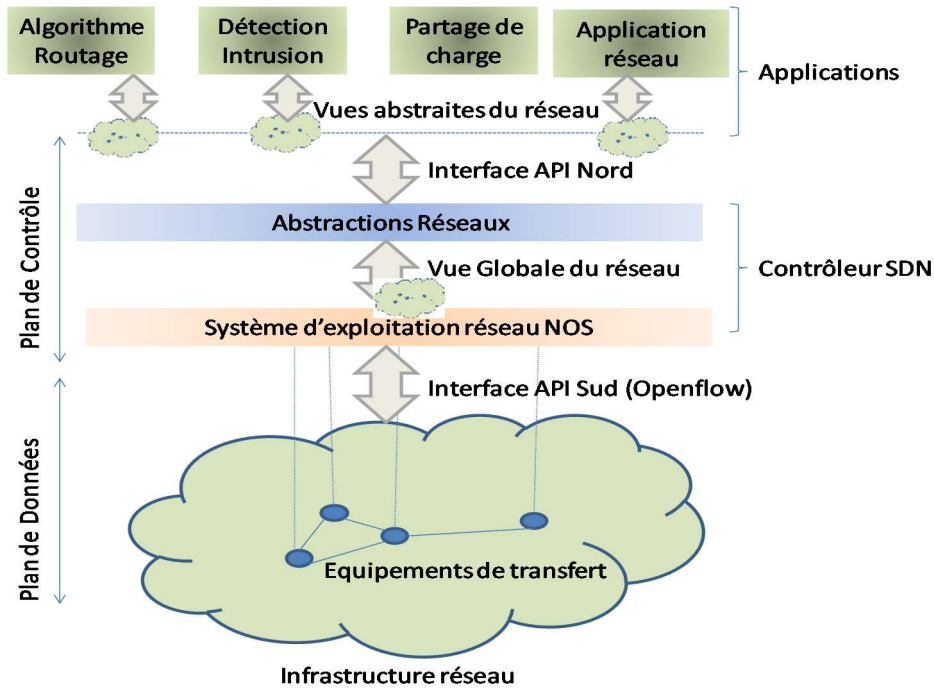 Algorithme
Routage
Détection
Intrusion
Partage de
charge
Application
réseau
Applications
Vues abstraites du réseau
Interface API Nord
Abstractions Réseaux
Vue Globale du réseau
Contrôleur SDN
Système d'exploitation réseau NOS
Plan de Contrôle
Interface API Sud (Openflow)
Plan de Données
Equipements de transfert
Infrastructure réseau